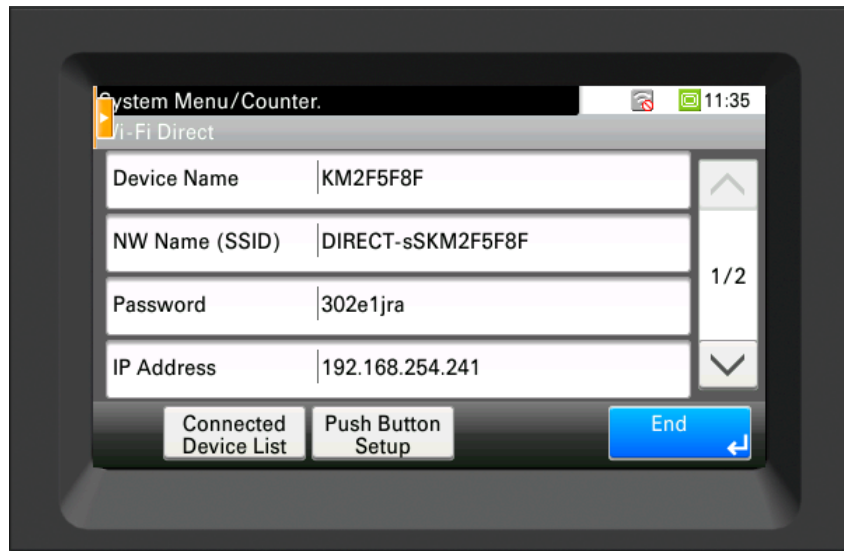 System Menu/Counter.
11:35
Wi-Fi Direct
Device Name KM2F5F8F
NW Name (SSID) DIRECT-sSKM2F5F8F
1/2
Password 302e1jra
IP Address 192.168.254.241
Connected Device List
Push Button Setup
End